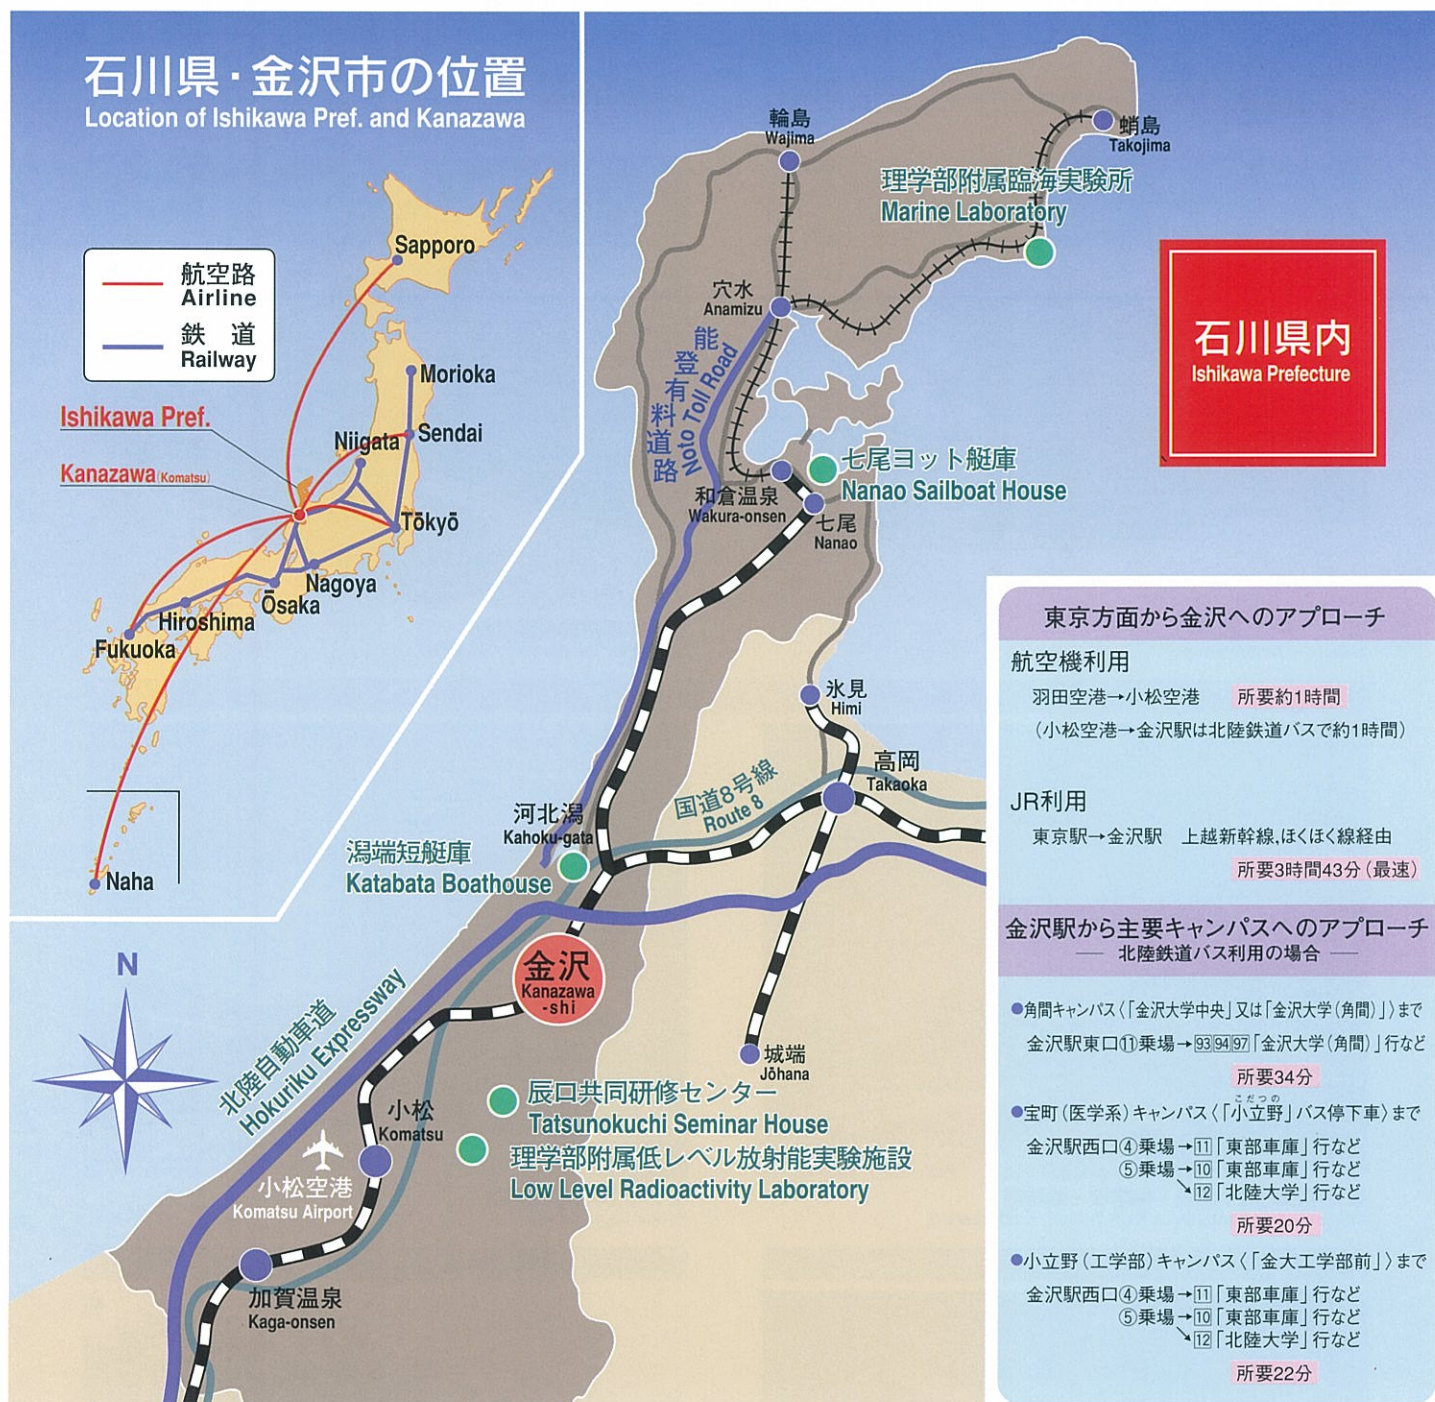 石川県・金沢市の位置
Location of Ishikawa Pref. and Kanazawa
航空路
Airline
鉄 道
Railway
Sapporo
Morioka
Sendai
Niigata
Ishikawa Pref.
Kanazawa(Komatsu)
Tōkyō
Nagoya
Ōsaka
Hiroshima
Fukuoka
Naha
輪島
Wajima
蛸島
Takojima
理学部附属臨海実験所
Marine Laboratory
穴水
Anamizu
能登有料道路
Noto Toll Road
七尾ヨット艇庫
Nanao Sailboat House
和倉温泉
Wakura-onsen
七尾
Nanao
氷見
Himi
高岡
Takaoka
国道8号線
Route 8
河北潟
Kahoku-gata
潟端短艇庫
Katabata Boathouse
金沢
Kanazawa
-shi
城端
Jōhana
N
北陸自動車道
Hokuriku Expressway
辰口共同研修センター
Tatsunokuchi Seminar House
小松
Komatsu
理学部附属低レベル放射能実験施設
Low Level Radioactivity Laboratory
小松空港
Komatsu Airport
加賀温泉
Kaga-onsen
石川県内
Ishikawa Prefecture
東京方面から金沢へのアプローチ
航空機利用
羽田空港→小松空港 所要約1時間
(小松空港→金沢駅は北陸鉄道バスで約1時間)
JR利用
東京駅→金沢駅 上越新幹線,ほくほく線経由
所要3時間43分(最速)
金沢駅から主要キャンパスへのアプローチ
── 北陸鉄道バス利用の場合 ──
●角間キャンパス〈「金沢大学中央」又は「金沢大学(角間)」〉まで
金沢駅東口⑪乗場→93 94 97「金沢大学(角間)」行など
所要34分
こだつの
●宝町(医学系)キャンパス〈「小立野」バス停下車〉まで
金沢駅西口④乗場→11「東部車庫」行など
⑤乗場→10「東部車庫」行など
↘12「北陸大学」行など
所要20分
●小立野(工学部)キャンパス〈「金大工学部前」〉まで
金沢駅西口④乗場→11「東部車庫」行など
⑤乗場→10「東部車庫」行など
↘12「北陸大学」行など
所要22分